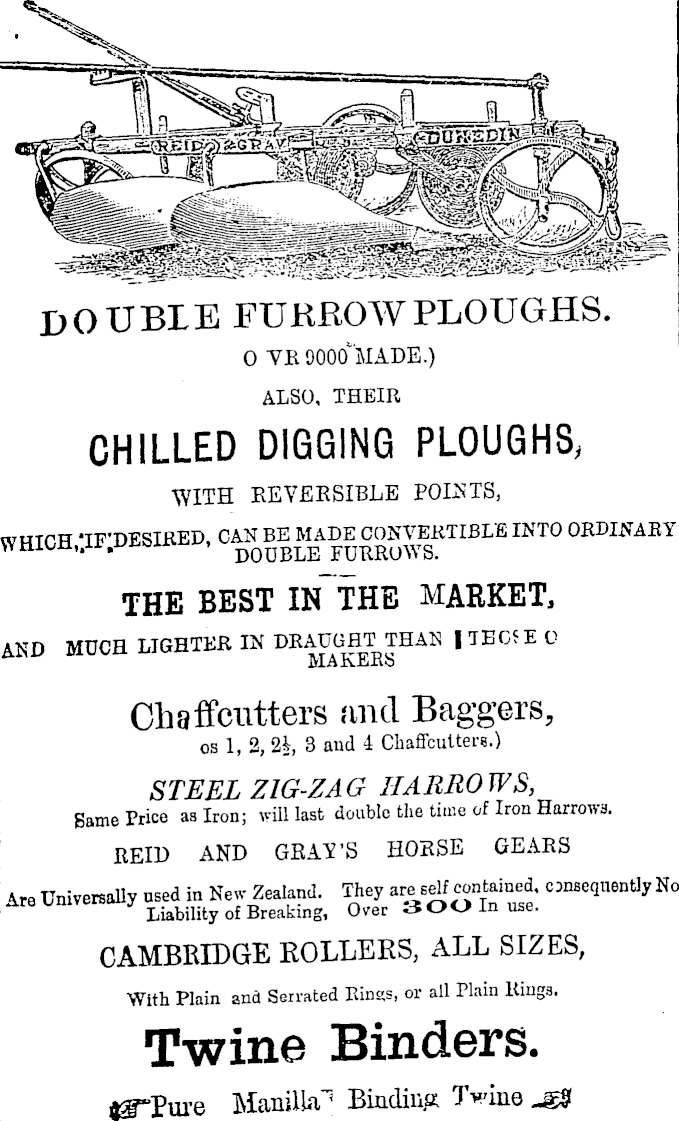 REID & GRAY DUNEDIN
DOUBLE FURROW PLOUGHS.
O VR 9000 MADE.)
ALSO, THEIR
CHILLED DIGGING PLOUGHS,
WITH REVERSIBLE POINTS,
WHICH, IF DESIRED, CAN BE MADE CONVERTIBLE INTO ORDINARY
DOUBLE FURROWS.
THE BEST IN THE MARKET,
AND MUCH LIGHTER IN DRAUGHT THAN THOSE O
MAKERS
Chaffcutters and Baggers,
os 1, 2, 2½, 3 and 4 Chaffcutters.)
STEEL ZIG-ZAG HARROWS,
Same Price as Iron; will last double the time of Iron Harrows.
REID AND GRAY'S HORSE GEARS
Are Universally used in New Zealand. They are self contained, consequently No
Liability of Breaking, Over 300 In use.
CAMBRIDGE ROLLERS, ALL SIZES,
With Plain and Serrated Rings, or all Plain Rings.
Twine Binders.
Pure Manilla Binding Twine